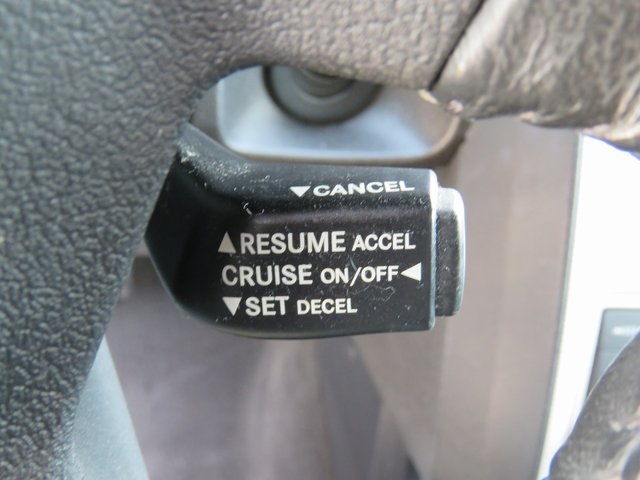 ▼CANCEL
▲RESUME ACCEL
CRUISE ON/OFF◀
▼SET DECEL